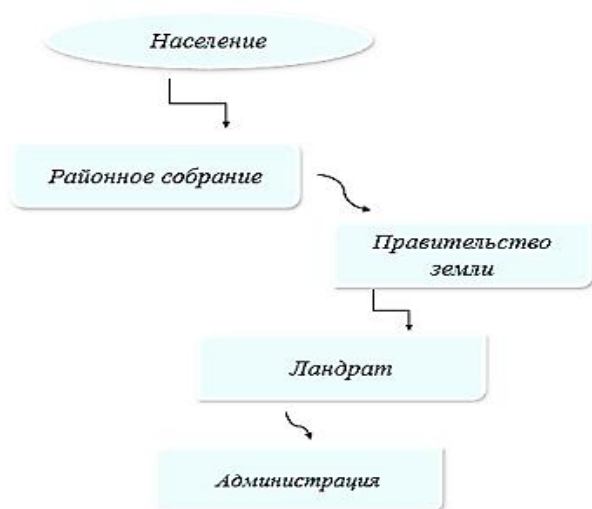 Население
Районное собрание
Правительство
земли
Ландрат
Администрация